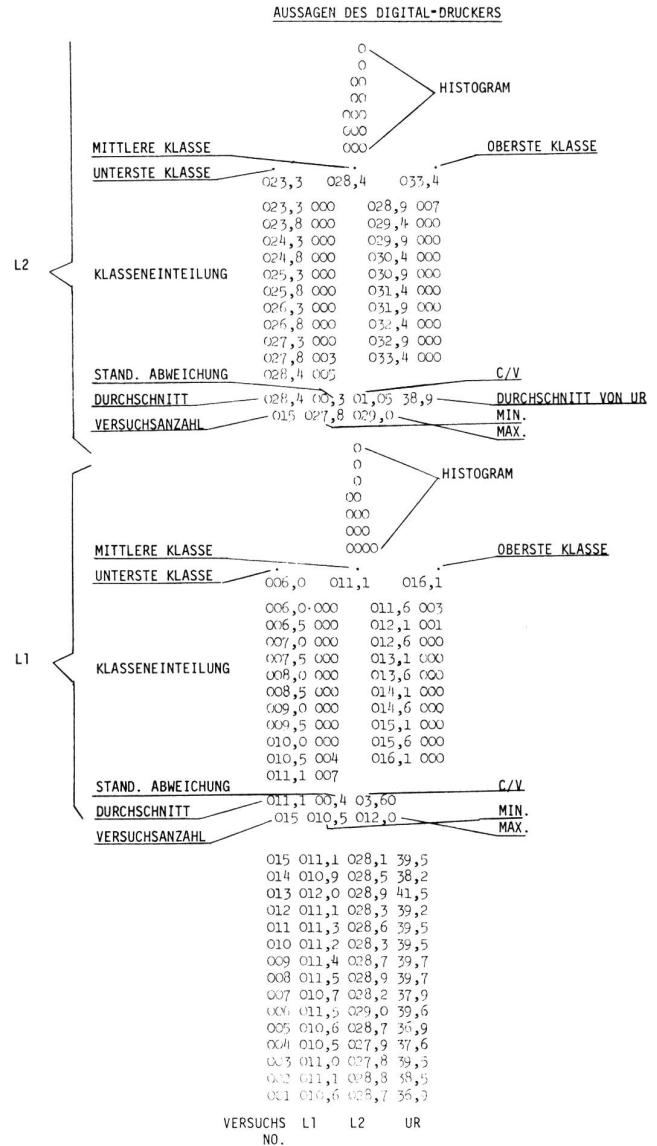 AUSSAGEN DES DIGITAL-DRUCKERS
0
0
00
00
000
000
000
HISTOGRAM
MITTLERE KLASSE
OBERSTE KLASSE
UNTERSTE KLASSE
023,3 028,4 033,4
023,3 000 028,9 007
023,8 000 029,4 000
024,3 000 029,9 000
024,8 000 030,4 000
L2
KLASSENEINTEILUNG
025,3 000 030,9 000
025,8 000 031,4 000
026,3 000 031,9 000
026,8 000 032,4 000
027,3 000 032,9 000
027,8 003 033,4 000
028,4 005
STAND. ABWEICHUNG
C/V
DURCHSCHNITT 028,4 00,3 01,05 38,9 DURCHSCHNITT VON UR
VERSUCHSANZAHL 015 027,8 029,0 MIN.
MAX.
0
0
0
00
000
000
0000
HISTOGRAM
MITTLERE KLASSE
OBERSTE KLASSE
UNTERSTE KLASSE
006,0 011,1 016,1
006,0 000 011,6 003
006,5 000 012,1 001
007,0 000 012,6 000
L1
KLASSENEINTEILUNG
007,5 000 013,1 000
008,0 000 013,6 000
008,5 000 014,1 000
009,0 000 014,6 000
009,5 000 015,1 000
010,0 000 015,6 000
010,5 004 016,1 000
011,1 007
STAND. ABWEICHUNG
C/V
DURCHSCHNITT 011,1 00,4 03,60
VERSUCHSANZAHL 015 010,5 012,0 MIN.
MAX.
015 011,1 028,1 39,5
014 010,9 028,5 38,2
013 012,0 028,9 41,5
012 011,1 028,3 39,2
011 011,3 028,6 39,5
010 011,2 028,3 39,5
009 011,4 028,7 39,7
008 011,5 028,9 39,7
007 010,7 028,2 37,9
006 011,5 029,0 39,6
005 010,6 028,7 36,9
004 010,5 027,9 37,6
003 011,0 027,8 39,5
002 011,1 028,8 38,5
001 010,6 028,7 36,9
VERSUCHS L1 L2 UR
NO.